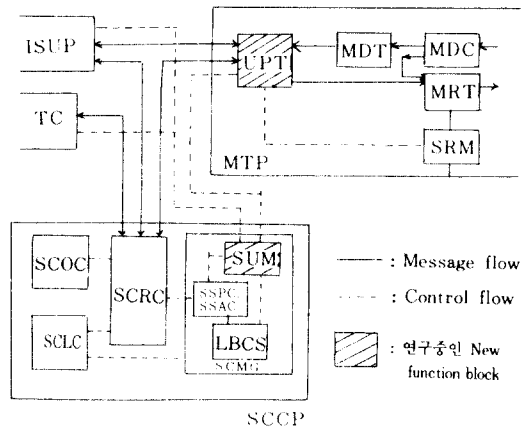 ISUP
UPT
MDT
MDC
MRT
TC
SRM
MTP
SUM
SCOC
SCRC
SSPC
SSAC
SCLC
LBCS
SCMG
SCCP
: Message flow
: Control flow
: 연구중인 New
function block